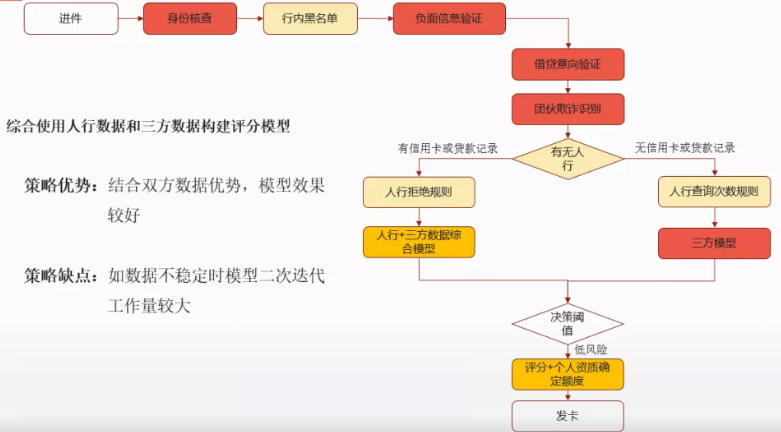 进件
身份核查
行内黑名单
负面信息验证
借贷意向验证
团伙欺诈识别
综合使用人行数据和三方数据构建评分模型
有信用卡或贷款记录
有无人
行
无信用卡或贷款记录
策略优势：结合双方数据优势，模型效果
较好
人行拒绝规则
人行查询次数规则
人行+三方数据综
合模型
三方模型
策略缺点：如数据不稳定时模型二次迭代
工作量较大
决策阈
值
低风险
评分+个人资质确
定额度
发卡